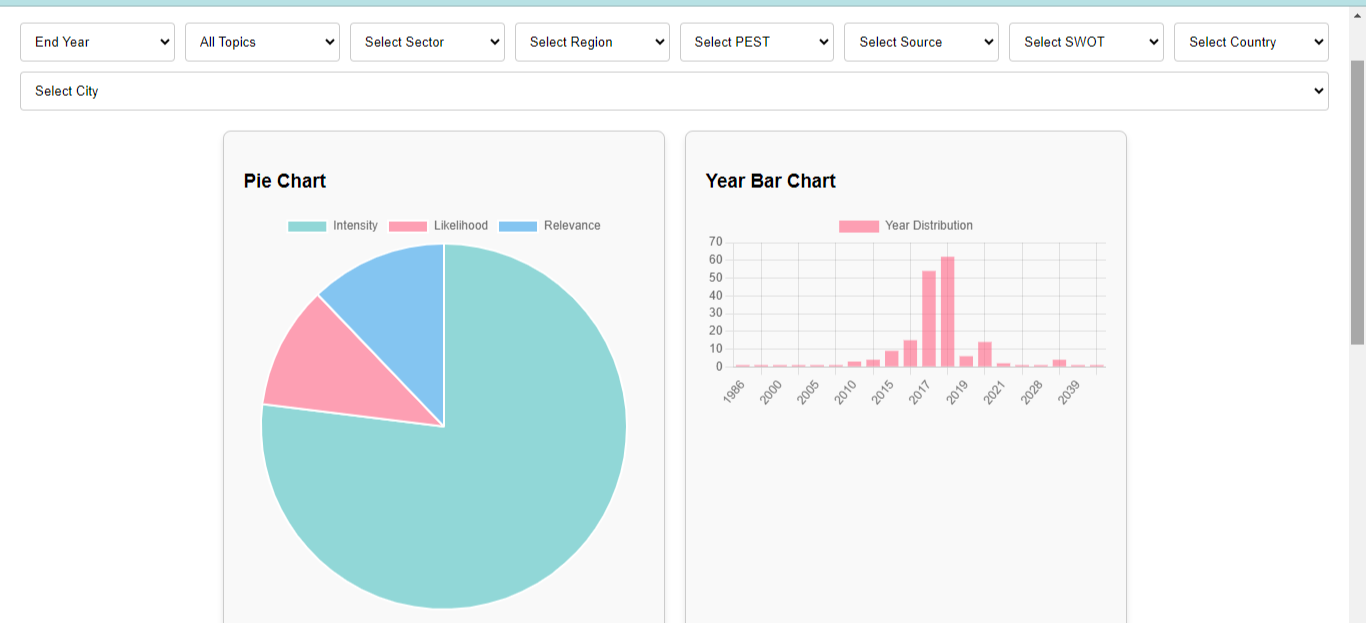 End Year All Topics Select Sector Select Region Select PEST Select Source Select SWOT Select Country
Select City
Pie Chart
Intensity Likelihood Relevance
Year Bar Chart
Year Distribution
70
60
50
40
30
20
10
0
1986 2000 2005 2010 2015 2017 2019 2021 2028 2039